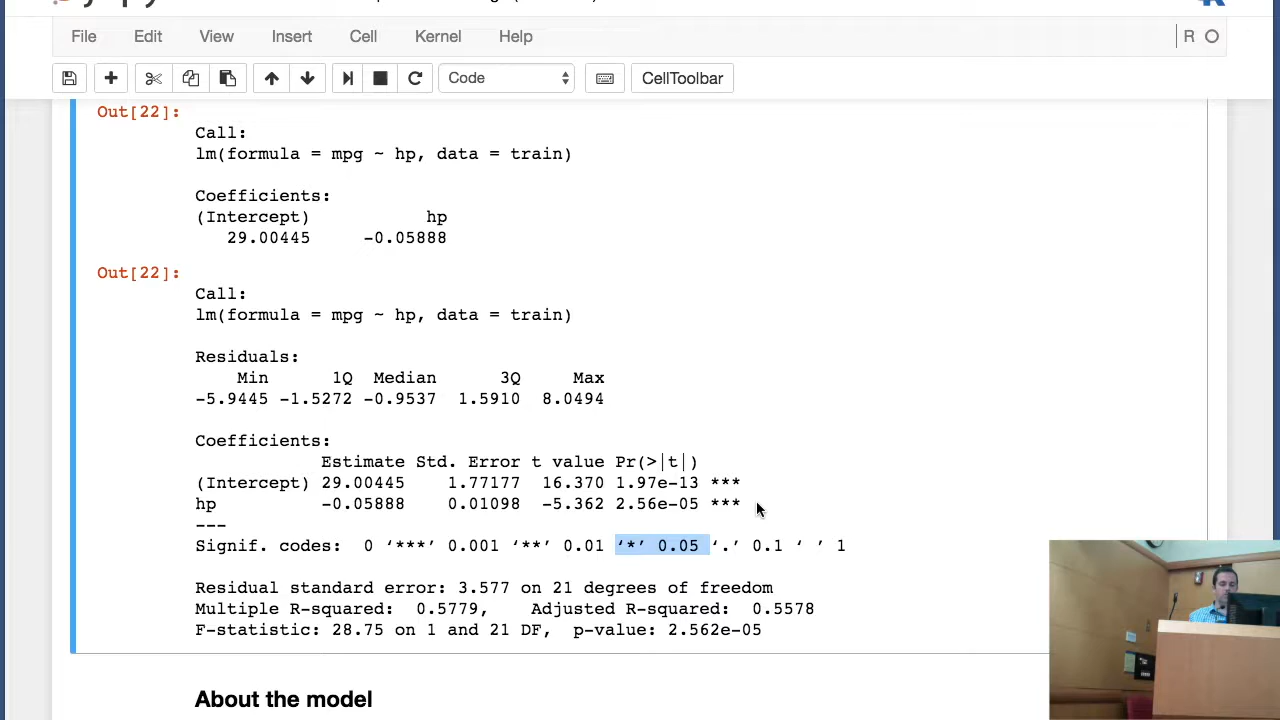 File Edit View Insert Cell Kernel Help R
Code CellToolbar
Out[22]:
Call:
lm(formula = mpg ~ hp, data = train)
Coefficients:
(Intercept) hp
29.00445 -0.05888
Out[22]:
Call:
lm(formula = mpg ~ hp, data = train)
Residuals:
Min 1Q Median 3Q Max
-5.9445 -1.5272 -0.9537 1.5910 8.0494
Coefficients:
Estimate Std. Error t value Pr(>|t|)
(Intercept) 29.00445 1.77177 16.370 1.97e-13 ***
hp -0.05888 0.01098 -5.362 2.56e-05 ***
---
Signif. codes: 0 ‘***’ 0.001 ‘**’ 0.01 ‘*’ 0.05 ‘.’ 0.1 ‘ ’ 1
Residual standard error: 3.577 on 21 degrees of freedom
Multiple R-squared: 0.5779, Adjusted R-squared: 0.5578
F-statistic: 28.75 on 1 and 21 DF, p-value: 2.562e-05
About the model